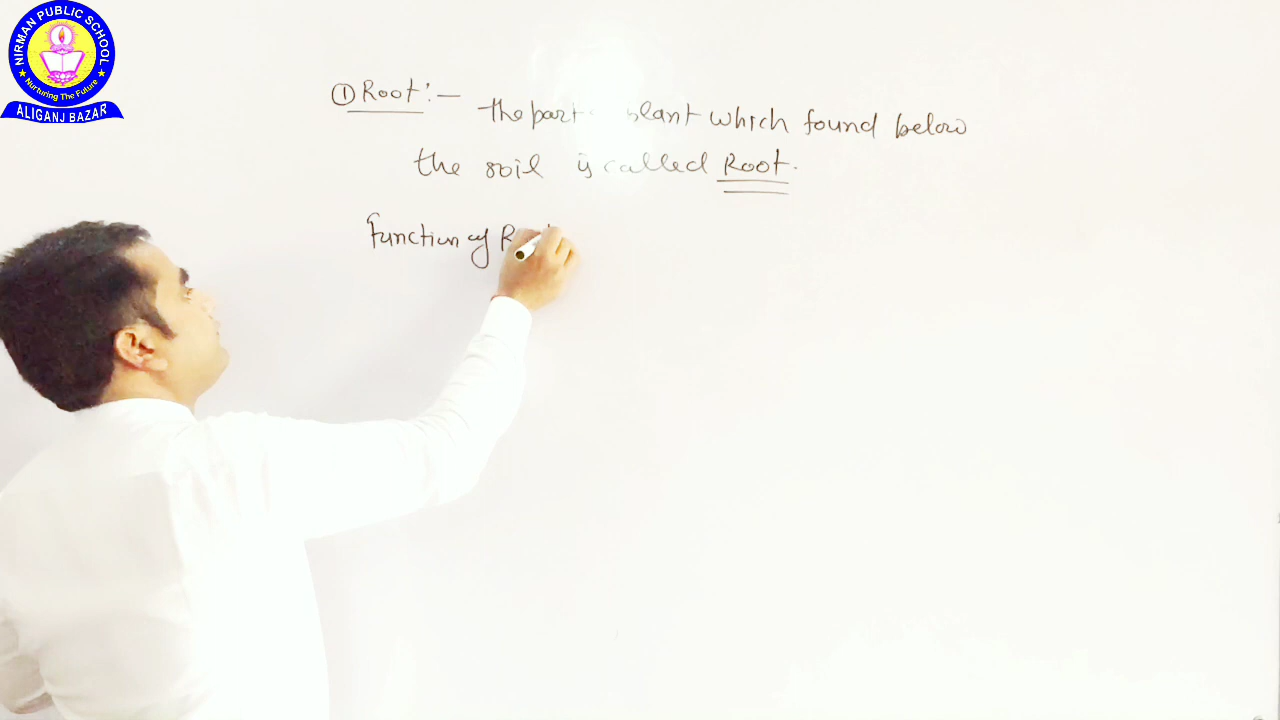 NIRMAN PUBLIC SCHOOL
Nurturing The Future
ALIGANJ BAZAR
① Root :- the part plant which found below
the soil is called Root.
Function of